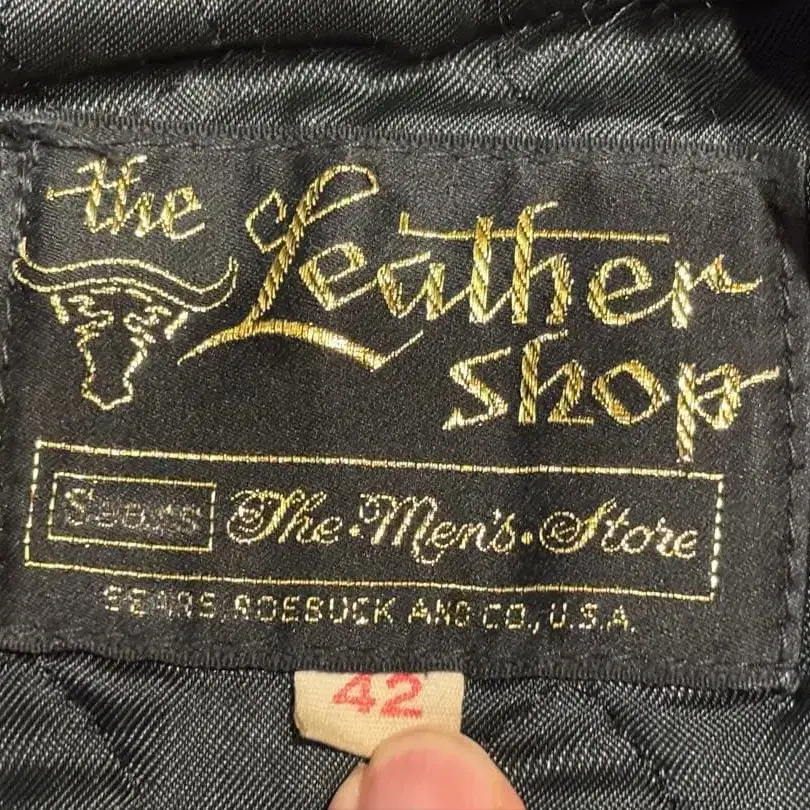 the
Leather
shop
Sears The.Men's.Store
SEARS, ROEBUCK AND CO., U.S.A.
42